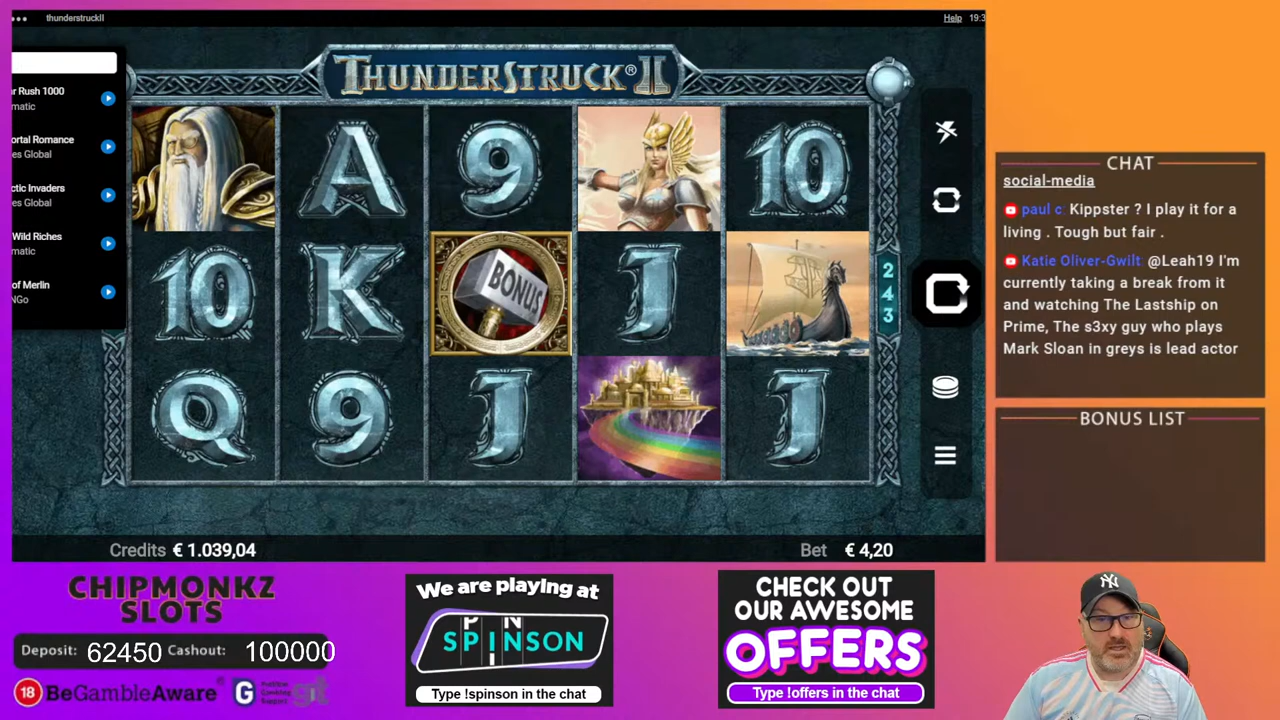 thunderstruckII
Help 19:3
r Rush 1000
matic
ortal Romance
es Global
ctic Invaders
es Global
Wild Riches
matic
of Merlin
NGo
THUNDERSTRUCK® II
A
9
10
10
K
BONUS
J
Q
9
J
J
243
Credits € 1.039,04
Bet € 4,20
CHAT
social-media
paul c: Kippster ? I play it for a
living . Tough but fair .
Katie Oliver-Gwilt: @Leah19 I'm
currently taking a break from it
and watching The Lastship on
Prime, The s3xy guy who plays
Mark Sloan in greys is lead actor
BONUS LIST
CHIPMONKZ
SLOTS
Deposit: 62450 Cashout: 100000
18 BeGambleAware®
We are playing at
SPINSON
Type !spinson in the chat
CHECK OUT
OUR AWESOME
OFFERS
Type !offers in the chat
NY